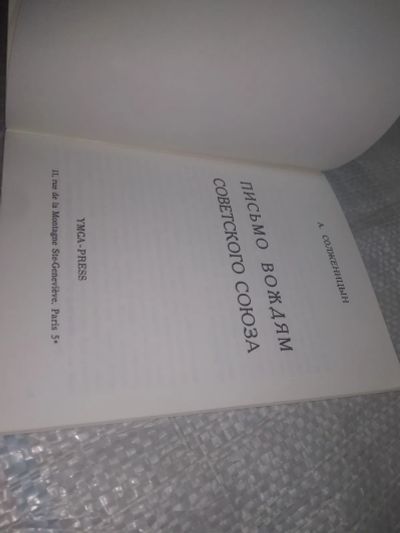 А. СОЛЖЕНИЦЫН
ПИСЬМО ВОЖДЯМ
СОВЕТСКОГО СОЮЗА
YMCA-PRESS
11, rue de la Montagne Ste-Geneviève, Paris 5e